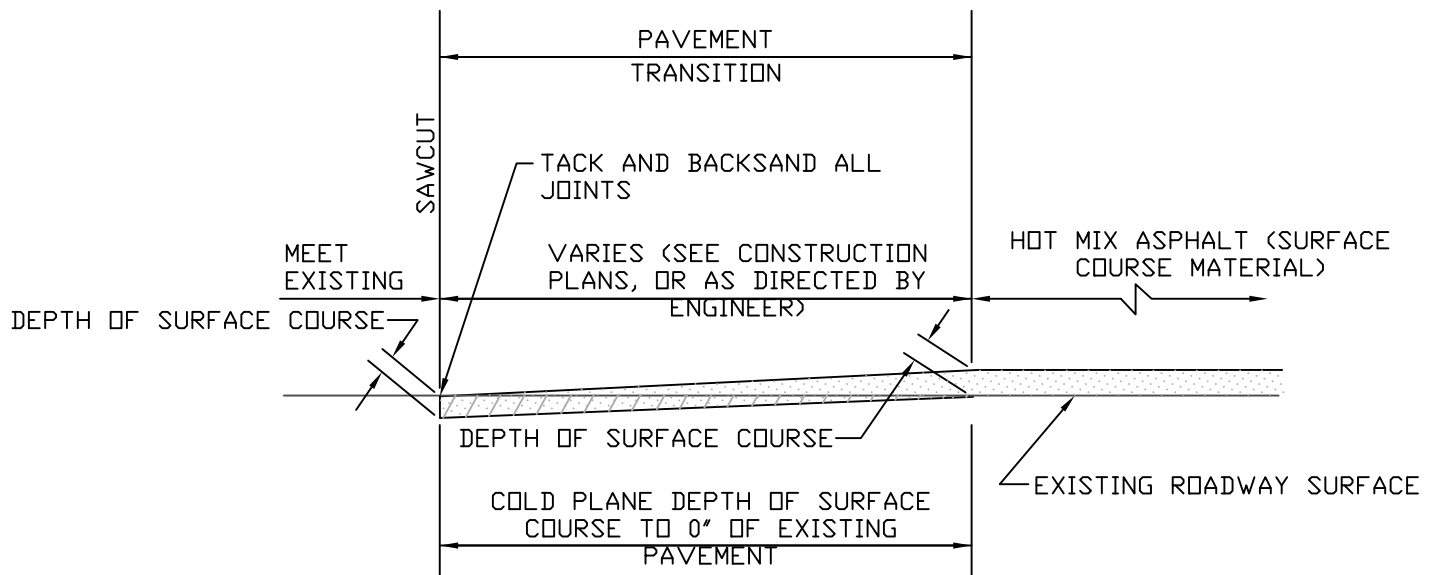 PAVEMENT
TRANSITION
SAWCUT
TACK AND BACKSAND ALL
JOINTS
MEET
EXISTING
VARIES (SEE CONSTRUCTION
PLANS, OR AS DIRECTED BY
ENGINEER)
HOT MIX ASPHALT (SURFACE
COURSE MATERIAL)
DEPTH OF SURFACE COURSE
DEPTH OF SURFACE COURSE
EXISTING ROADWAY SURFACE
COLD PLANE DEPTH OF SURFACE
COURSE TO 0" OF EXISTING
PAVEMENT